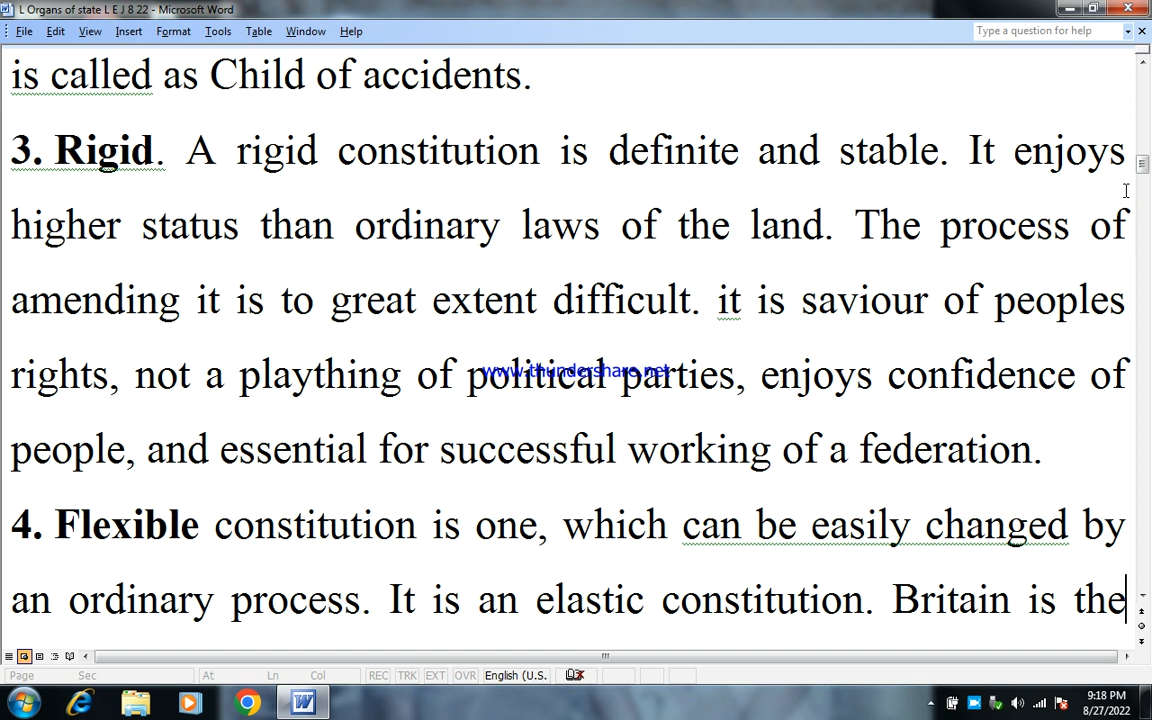 L Organs of state L E J 8 22 - Microsoft Word
File Edit View Insert Format Tools Table Window Help Type a question for help
is called as Child of accidents.
3. Rigid. A rigid constitution is definite and stable. It enjoys
higher status than ordinary laws of the land. The process of
amending it is to great extent difficult. it is saviour of peoples
rights, not a plaything of political parties, enjoys confidence of
www.thundershare.net
people, and essential for successful working of a federation.
4. Flexible constitution is one, which can be easily changed by
an ordinary process. It is an elastic constitution. Britain is the
Page Sec At Ln Col REC TRK EXT OVR English (U.S.
9:18 PM
8/27/2022